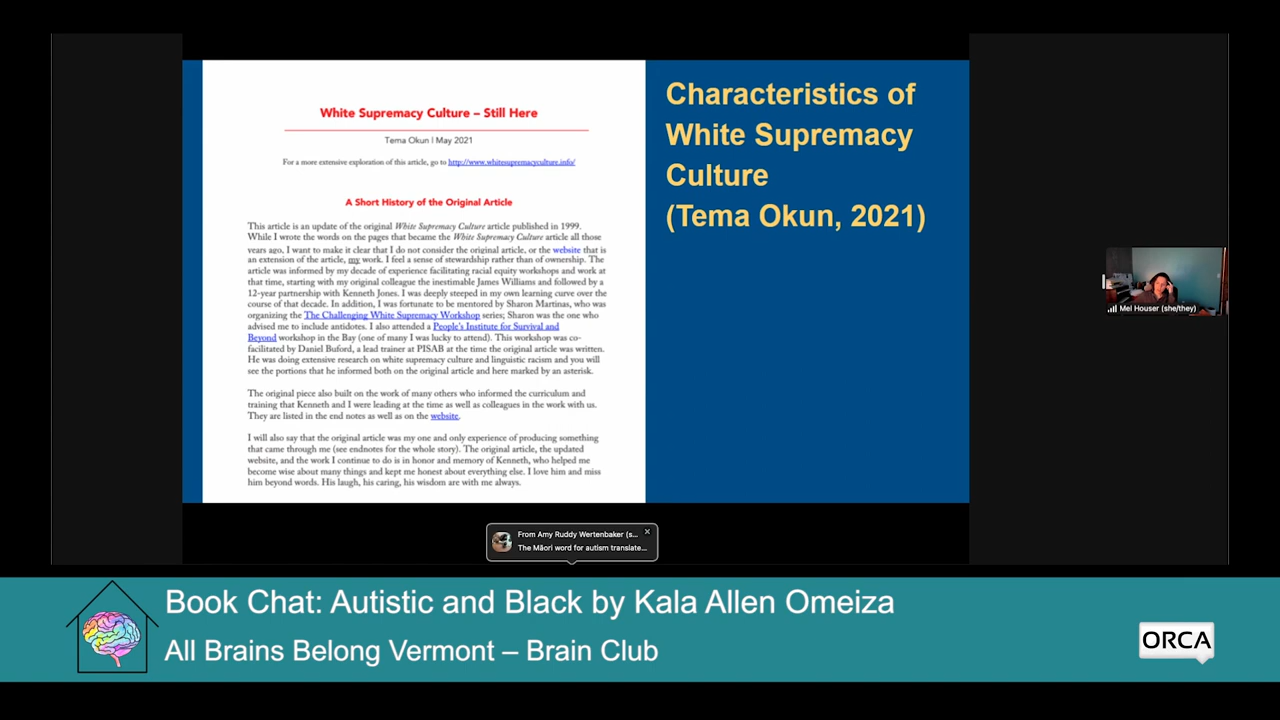 White Supremacy Culture – Still Here
Tema Okun | May 2021
For a more extensive exploration of this article, go to http://www.whitesupremacyculture.info/
A Short History of the Original Article
This article is an update of the original White Supremacy Culture article published in 1999.
While I wrote the words on the pages that became the White Supremacy Culture article all those
years ago, I want to make it clear that I do not consider the original article, or the website that is
an extension of the article, my work. I feel a sense of stewardship rather than of ownership. The
article was informed by my decade of experience facilitating racial equity workshops and work at
that time, starting with my original colleague the inestimable James Williams and followed by a
12-year partnership with Kenneth Jones. I was deeply steeped in my own learning curve over the
course of that decade. In addition, I was fortunate to be mentored by Sharon Martinas, who was
organizing the The Challenging White Supremacy Workshop series; Sharon was the one who
advised me to include antidotes. I also attended a People's Institute for Survival and
Beyond workshop in the Bay (one of many I was lucky to attend). This workshop was co-
facilitated by Daniel Buford, a lead trainer at PISAB at the time the original article was written.
He was doing extensive research on white supremacy culture and linguistic racism and you will
see the portions that he informed both on the original article and here marked by an asterisk.
The original piece also built on the work of many others who informed the curriculum and
training that Kenneth and I were leading at the time as well as colleagues in the work with us.
They are listed in the end notes as well as on the website.
I will also say that the original article was my one and only experience of producing something
that came through me (see endnotes for the whole story). The original article, the updated
website, and the work I continue to do is in honor and memory of Kenneth, who helped me
become wise about many things and kept me honest about everything else. I love him and miss
him beyond words. His laugh, his caring, his wisdom are with me always.
Characteristics of
White Supremacy
Culture
(Tema Okun, 2021)
Mel Houser (she/they)
From Amy Ruddy Wertenbaker (s...
The Māori word for autism translate...
Book Chat: Autistic and Black by Kala Allen Omeiza
All Brains Belong Vermont – Brain Club
ORCA